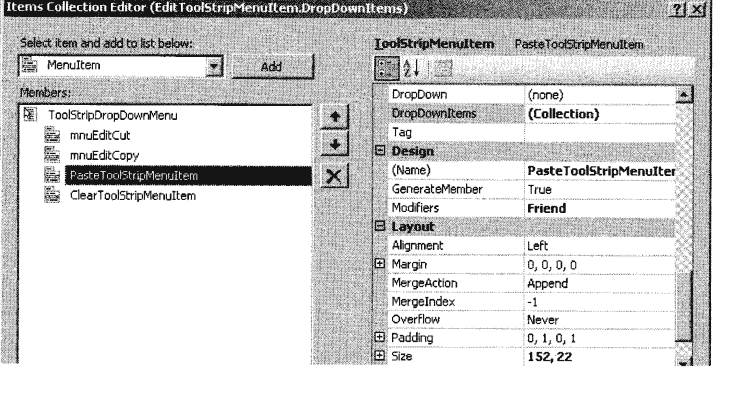 Items Collection Editor (EditToolStripMenuItem.DropDownItems)
Select item and add to list below:
MenuItem
Add
Members:
ToolStripDropDownMenu
mnuEditCut
mnuEditCopy
PasteToolStripMenuItem
ClearToolStripMenuItem
ToolStripMenuItem PasteToolStripMenuItem
DropDown (none)
DropDownItems (Collection)
Tag
Design
(Name) PasteToolStripMenuIter
GenerateMember True
Modifiers Friend
Layout
Alignment Left
Margin 0, 0, 0, 0
MergeAction Append
MergeIndex -1
Overflow Never
Padding 0, 1, 0, 1
Size 152, 22